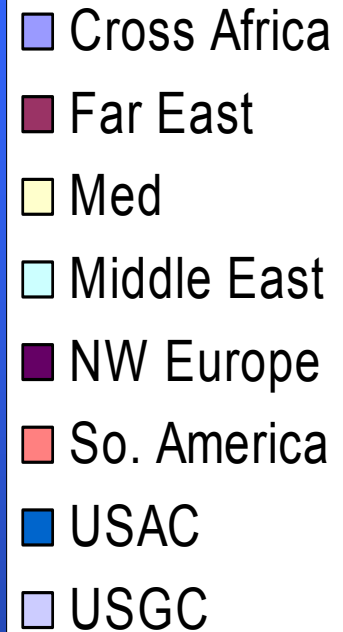 Cross Africa
Far East
Med
Middle East
NW Europe
So. America
USAC
USGC